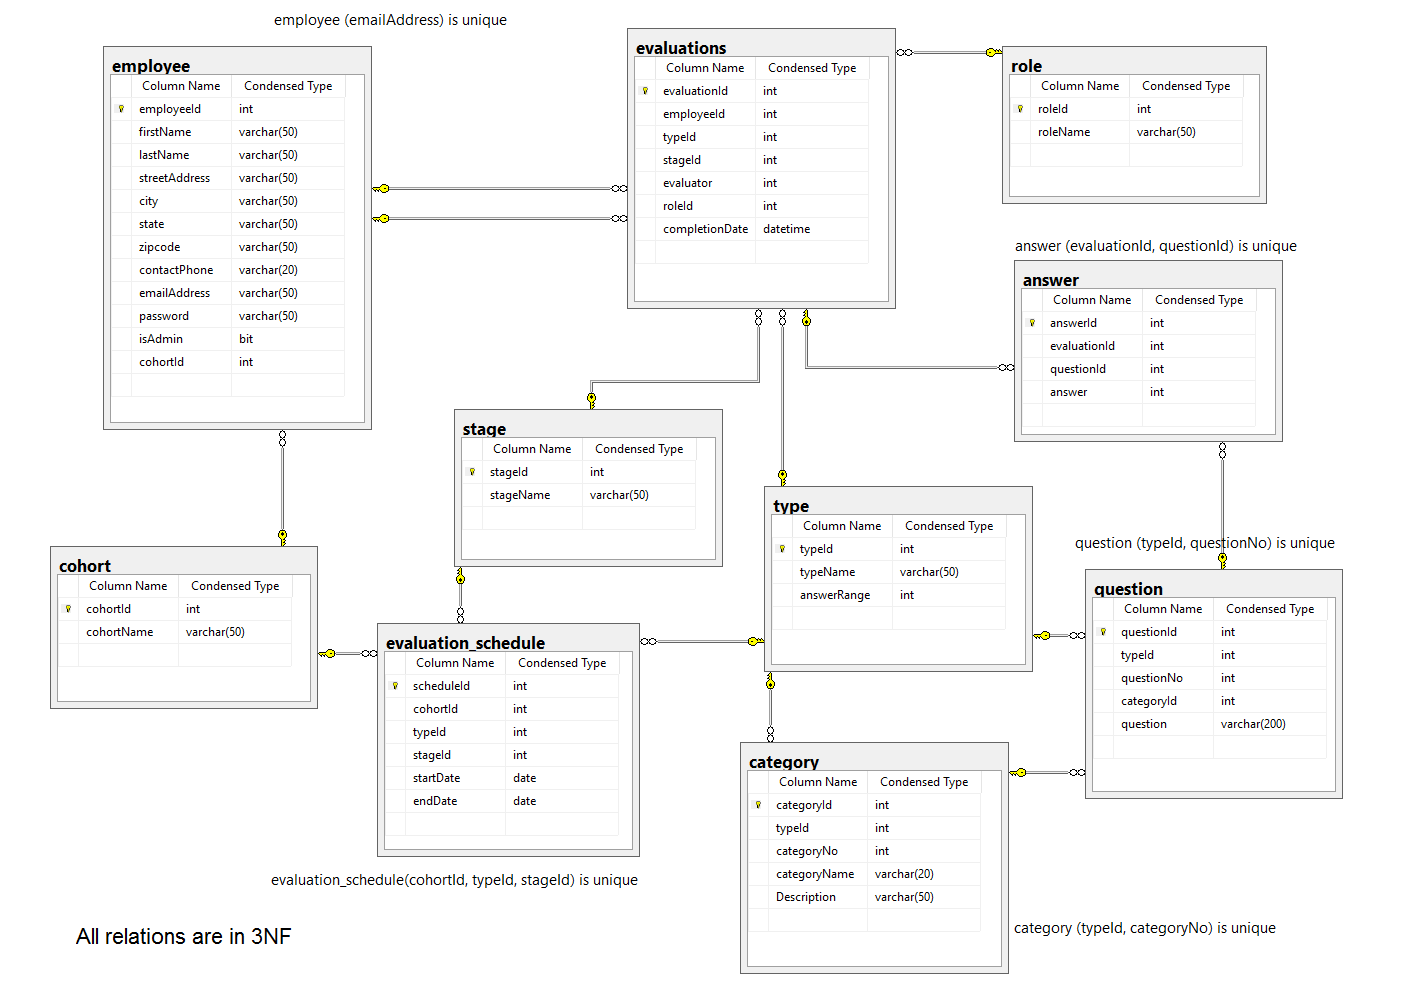 employee (emailAddress) is unique
employee
Column Name Condensed Type
employeeId int
firstName varchar(50)
lastName varchar(50)
streetAddress varchar(50)
city varchar(50)
state varchar(50)
zipcode varchar(50)
contactPhone varchar(20)
emailAddress varchar(50)
password varchar(50)
isAdmin bit
cohortId int
evaluations
Column Name Condensed Type
evaluationId int
employeeId int
typeId int
stageId int
evaluator int
roleId int
completionDate datetime
role
Column Name Condensed Type
roleId int
roleName varchar(50)
answer (evaluationId, questionId) is unique
answer
Column Name Condensed Type
answerId int
evaluationId int
questionId int
answer int
stage
Column Name Condensed Type
stageId int
stageName varchar(50)
type
Column Name Condensed Type
typeId int
typeName varchar(50)
answerRange int
question (typeId, questionNo) is unique
question
Column Name Condensed Type
questionId int
typeId int
questionNo int
categoryId int
question varchar(200)
cohort
Column Name Condensed Type
cohortId int
cohortName varchar(50)
evaluation_schedule
Column Name Condensed Type
scheduleId int
cohortId int
typeId int
stageId int
startDate date
endDate date
evaluation_schedule(cohortId, typeId, stageId) is unique
category
Column Name Condensed Type
categoryId int
typeId int
categoryNo int
categoryName varchar(20)
Description varchar(50)
category (typeId, categoryNo) is unique
All relations are in 3NF